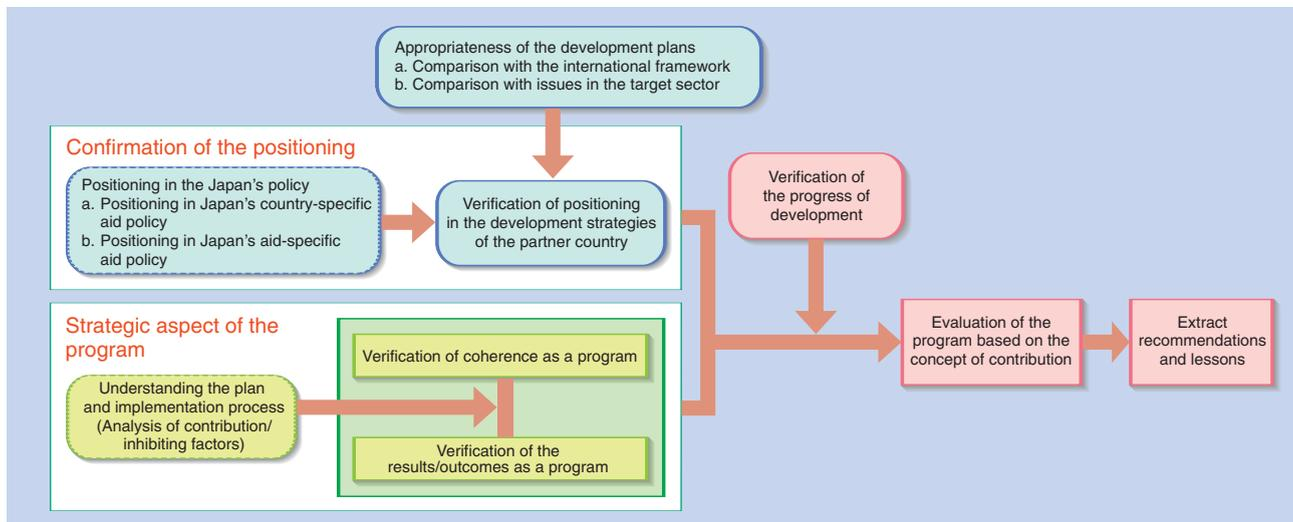 Appropriateness of the development plans
a. Comparison with the international framework
b. Comparison with issues in the target sector
Confirmation of the positioning
Positioning in the Japan's policy
a. Positioning in Japan's country-specific
aid policy
b. Positioning in Japan's aid-specific
aid policy
Verification of positioning
in the development strategies
of the partner country
Verification of
the progress of
development
Strategic aspect of the
program
Understanding the plan
and implementation process
(Analysis of contribution/
inhibiting factors)
Verification of coherence as a program
Verification of the
results/outcomes as a program
Evaluation of the
program based on the
concept of contribution
Extract
recommendations
and lessons